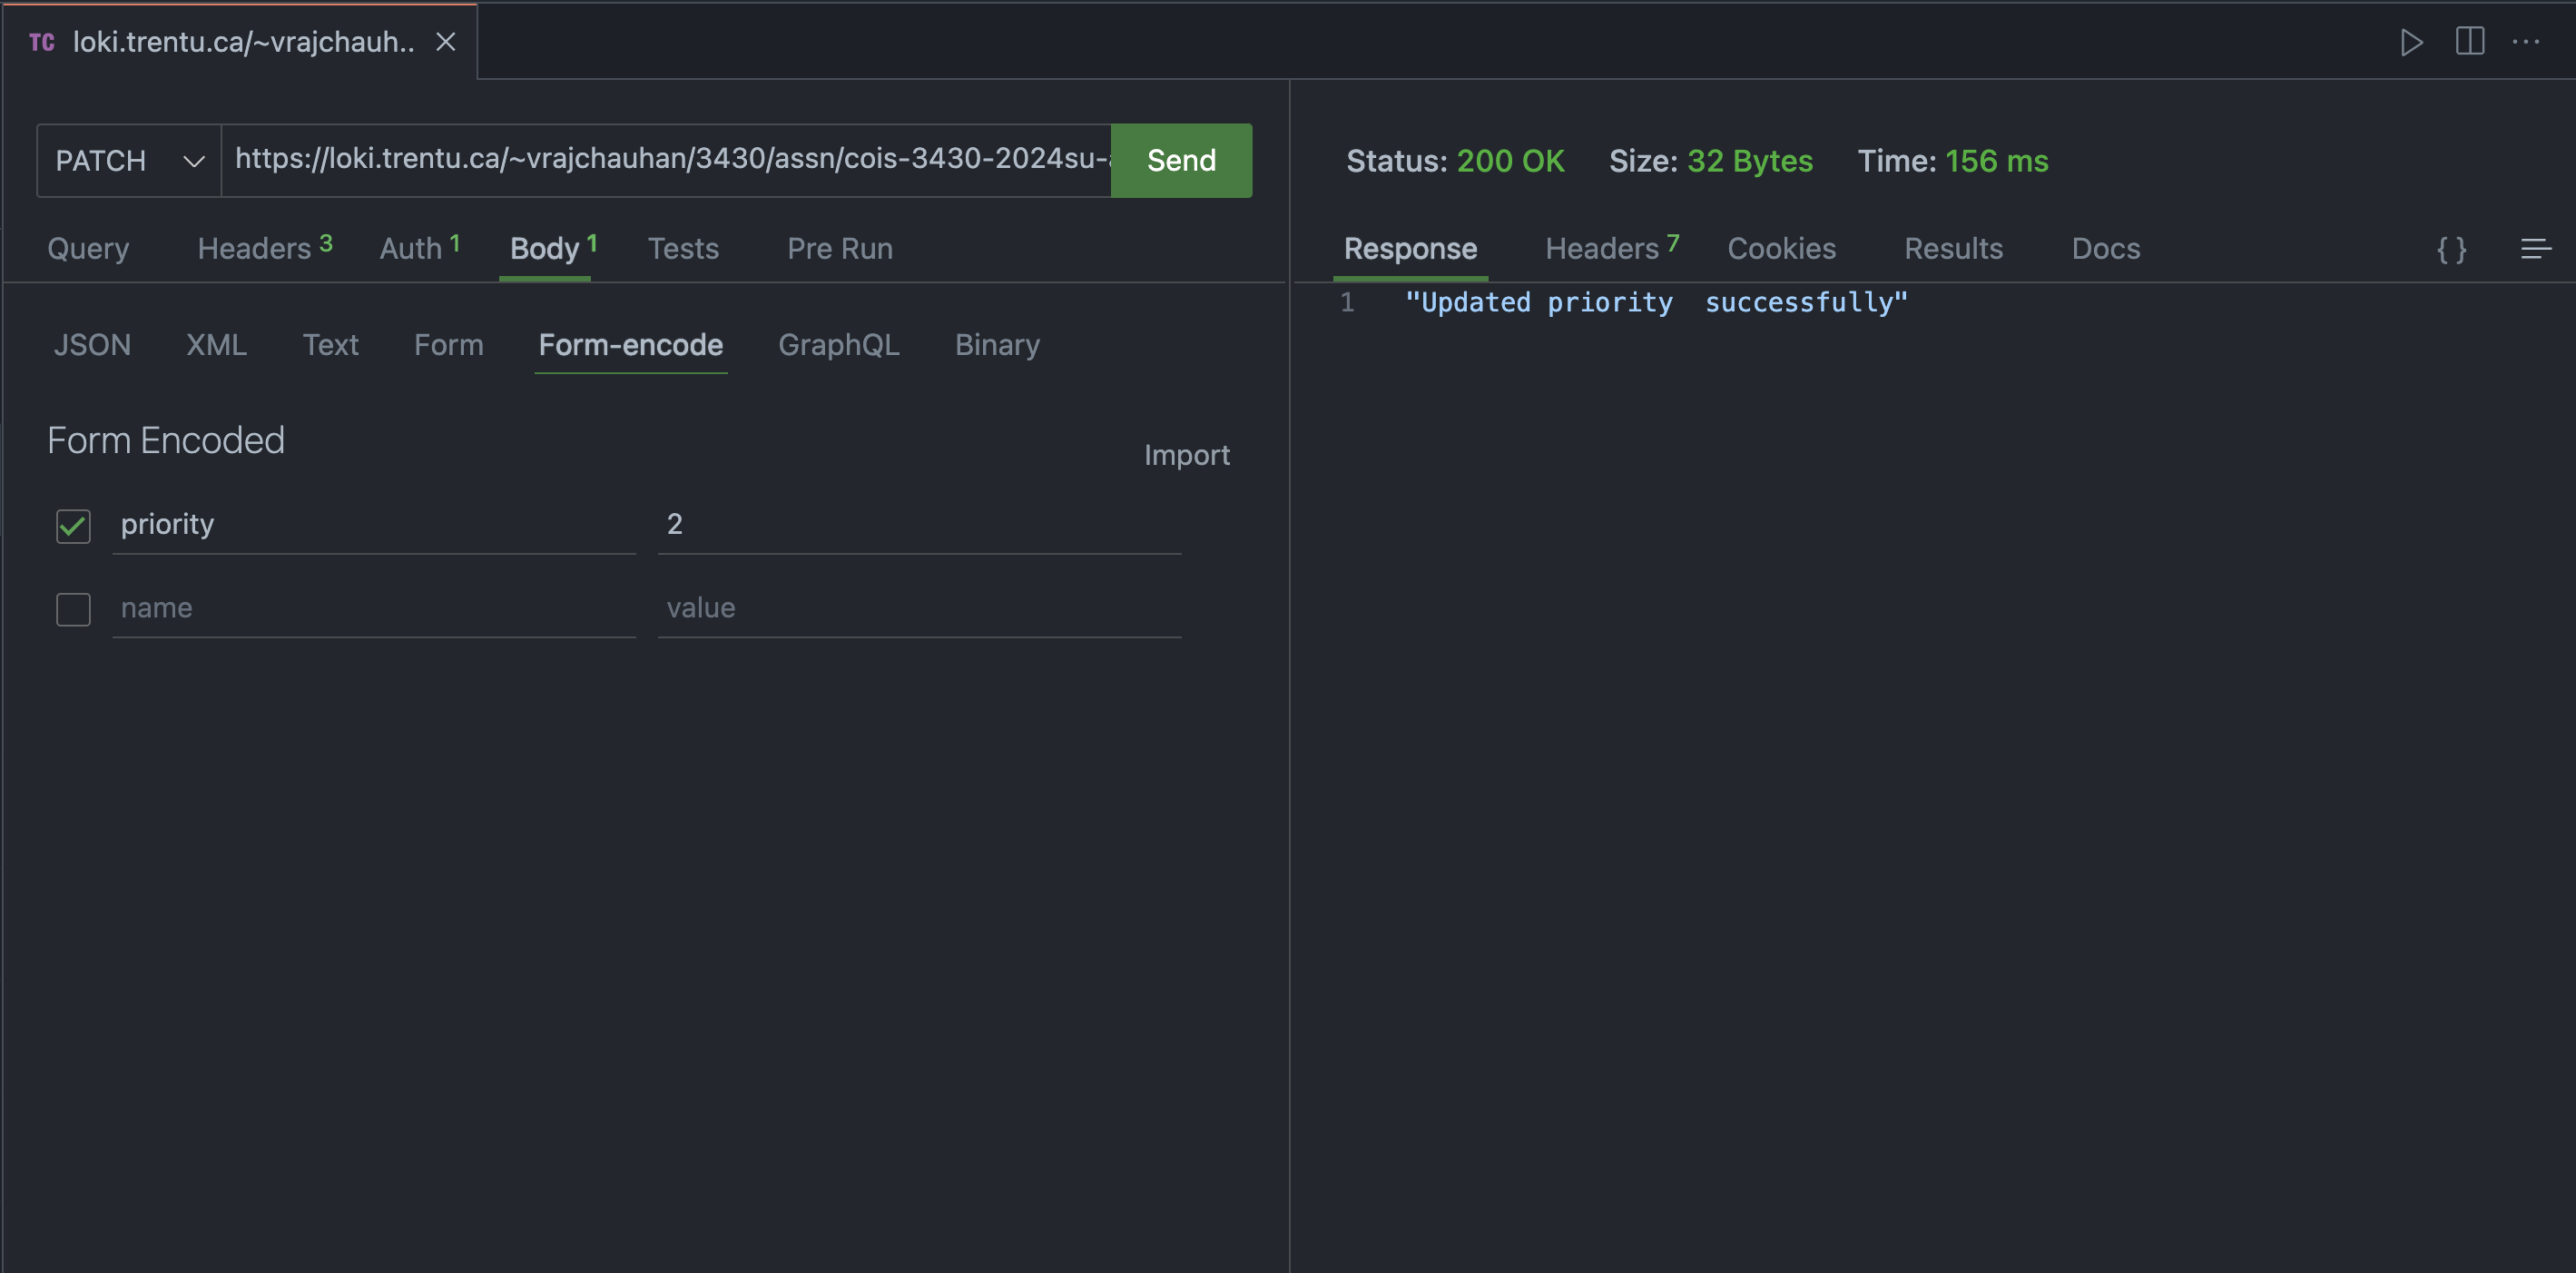 TC loki.trentu.ca/~vrajchauh..
PATCH https://loki.trentu.ca/~vrajchauhan/3430/assn/cois-3430-2024su-a Send
Query Headers 3 Auth 1 Body 1 Tests Pre Run
JSON XML Text Form Form-encode GraphQL Binary
Form Encoded
Import
priority 2
name value
Status: 200 OK Size: 32 Bytes Time: 156 ms
Response Headers 7 Cookies Results Docs { }
1 "Updated priority  successfully"